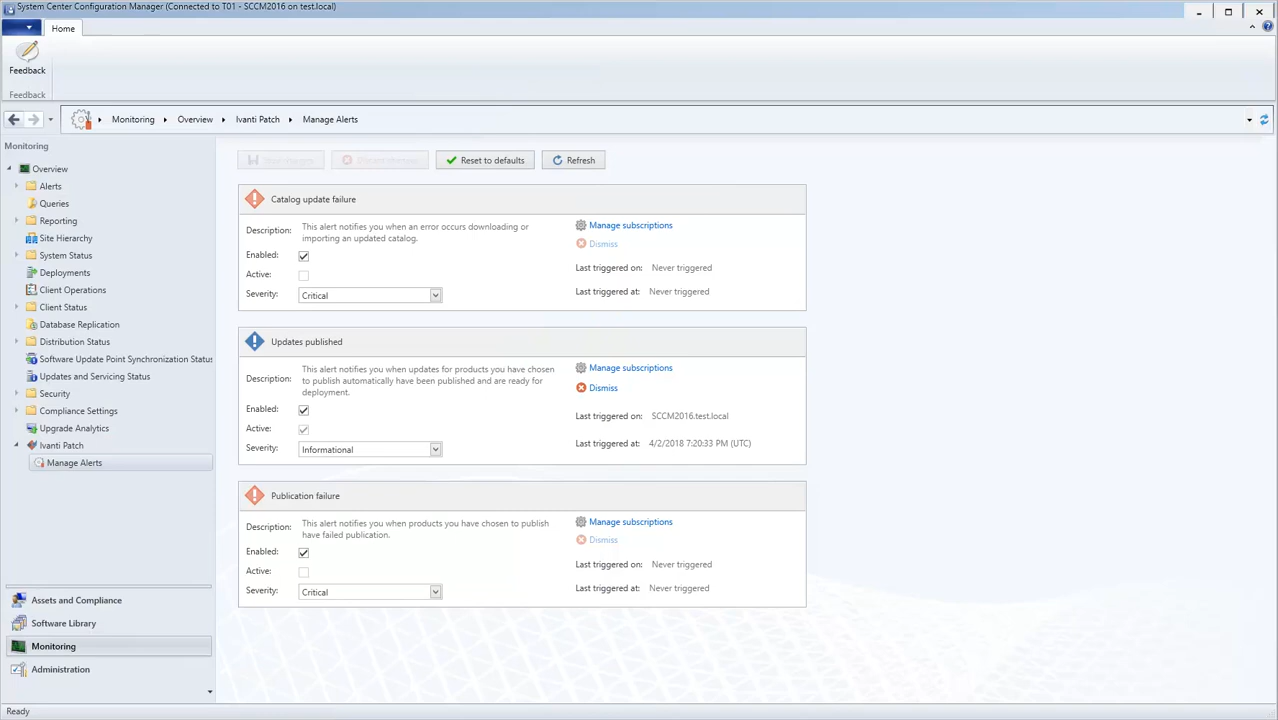 System Center Configuration Manager (Connected to T01 - SCCM2016 on test.local)
Home
Feedback
Feedback
Monitoring
Overview
Ivanti Patch
Manage Alerts
Monitoring
Overview
Alerts
Queries
Reporting
Site Hierarchy
System Status
Deployments
Client Operations
Client Status
Database Replication
Distribution Status
Software Update Point Synchronization Status
Updates and Servicing Status
Security
Compliance Settings
Upgrade Analytics
Ivanti Patch
Manage Alerts
Assets and Compliance
Software Library
Monitoring
Administration
Reset to defaults
Refresh
Catalog update failure
Description: This alert notifies you when an error occurs downloading or
importing an updated catalog.
Enabled:
Active:
Severity: Critical
Manage subscriptions
Dismiss
Last triggered on: Never triggered
Last triggered at: Never triggered
Updates published
Description: This alert notifies you when updates for products you have chosen
to publish automatically have been published and are ready for
deployment.
Enabled:
Active:
Severity: Informational
Manage subscriptions
Dismiss
Last triggered on: SCCM2016.test.local
Last triggered at: 4/2/2018 7:20:33 PM (UTC)
Publication failure
Description: This alert notifies you when products you have chosen to publish
have failed publication.
Enabled:
Active:
Severity: Critical
Manage subscriptions
Dismiss
Last triggered on: Never triggered
Last triggered at: Never triggered
Ready